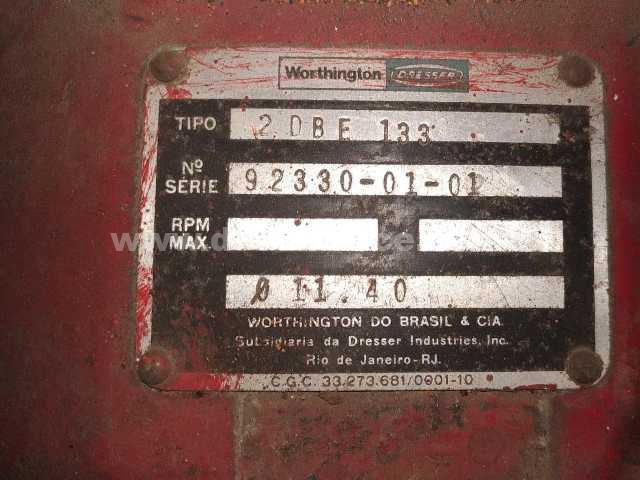 Worthington DRESSER
TIPO 2 DBE 133
Nº SÉRIE 92330-01-01
RPM MAX.
Ø 11.40
WORTHINGTON DO BRASIL & CIA.
Subsidiaria da Dresser Industries, Inc.
Rio de Janeiro-RJ.
C.G.C. 33.273.681/0001-10